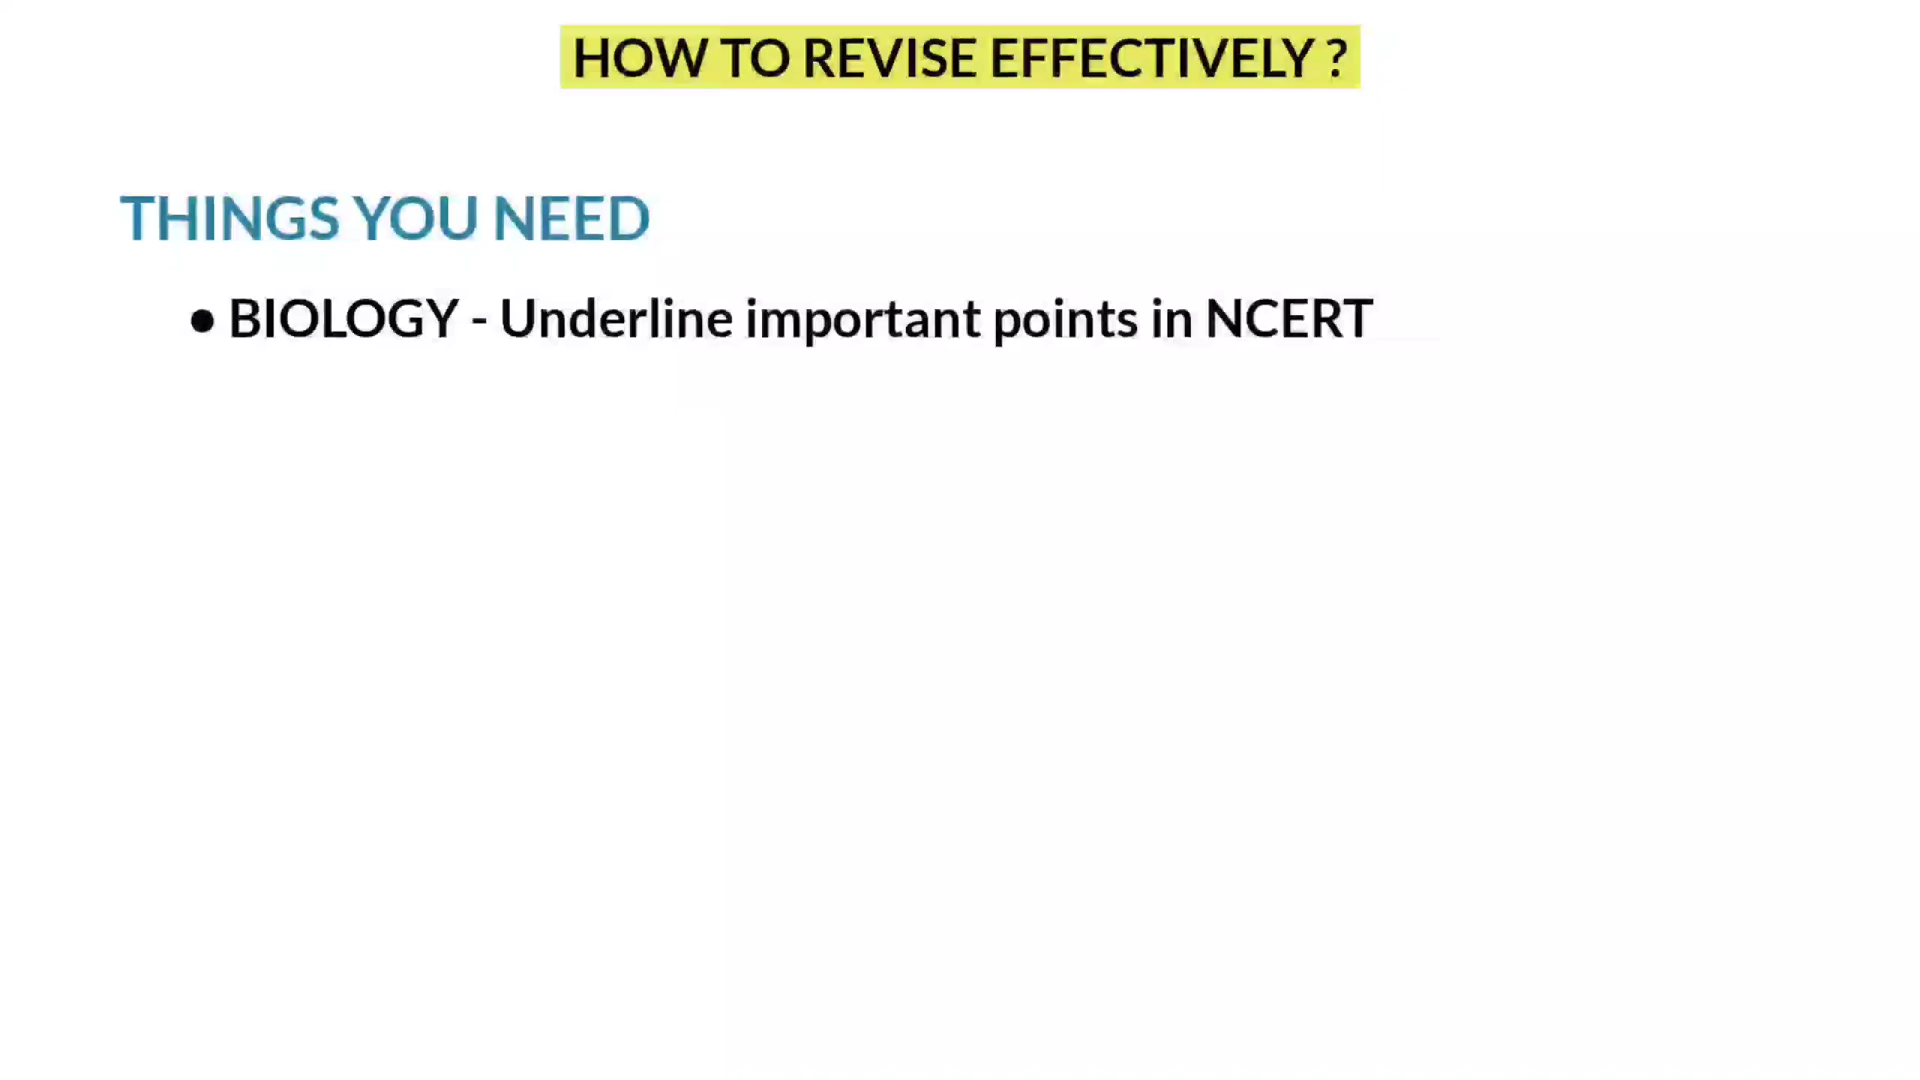 HOW TO REVISE EFFECTIVELY ?
THINGS YOU NEED
● BIOLOGY - Underline important points in NCERT